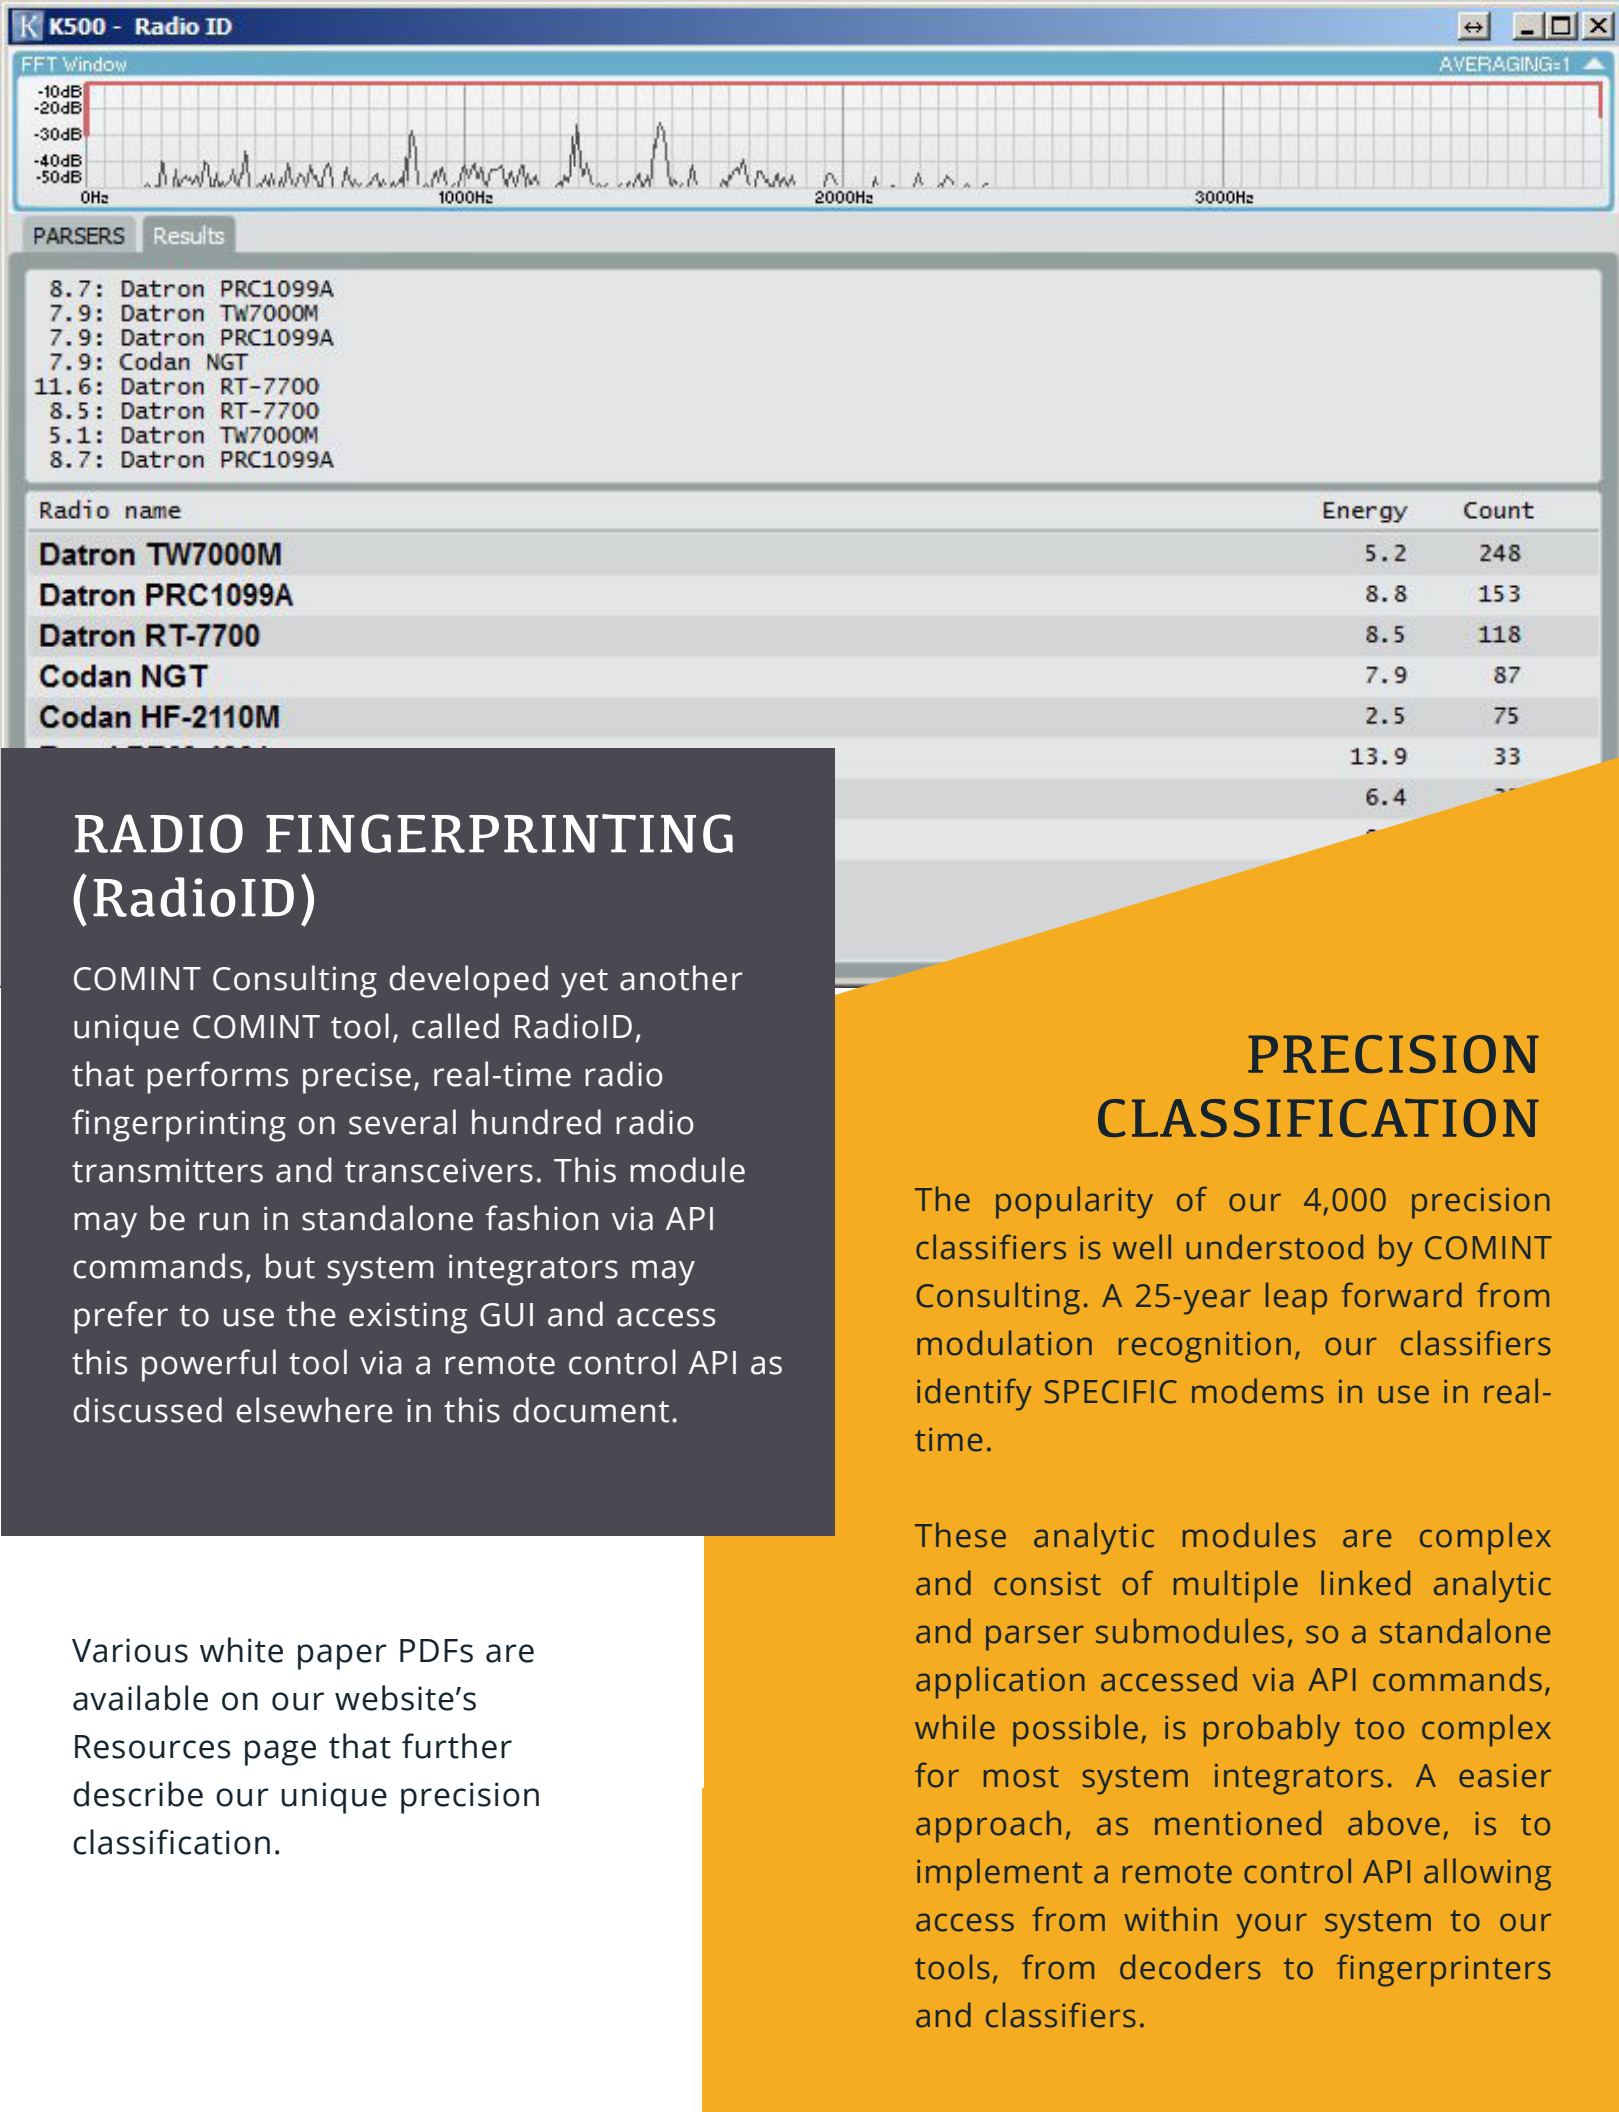 K500 - Radio ID
FFT Window AVERAGING=1
-10dB
-20dB
-30dB
-40dB
-50dB
0Hz 1000Hz 2000Hz 3000Hz
PARSERS Results
8.7: Datron PRC1099A
7.9: Datron TW7000M
7.9: Datron PRC1099A
7.9: Codan NGT
11.6: Datron RT-7700
8.5: Datron RT-7700
5.1: Datron TW7000M
8.7: Datron PRC1099A
Radio name Energy Count
Datron TW7000M 5.2 248
Datron PRC1099A 8.8 153
Datron RT-7700 8.5 118
Codan NGT 7.9 87
Codan HF-2110M 2.5 75
13.9 33
6.4
RADIO FINGERPRINTING
(RadioID)
COMINT Consulting developed yet another
unique COMINT tool, called RadioID,
that performs precise, real-time radio
fingerprinting on several hundred radio
transmitters and transceivers. This module
may be run in standalone fashion via API
commands, but system integrators may
prefer to use the existing GUI and access
this powerful tool via a remote control API as
discussed elsewhere in this document.
Various white paper PDFs are
available on our website’s
Resources page that further
describe our unique precision
classification.
PRECISION
CLASSIFICATION
The popularity of our 4,000 precision
classifiers is well understood by COMINT
Consulting. A 25-year leap forward from
modulation recognition, our classifiers
identify SPECIFIC modems in use in real-
time.
These analytic modules are complex
and consist of multiple linked analytic
and parser submodules, so a standalone
application accessed via API commands,
while possible, is probably too complex
for most system integrators. A easier
approach, as mentioned above, is to
implement a remote control API allowing
access from within your system to our
tools, from decoders to fingerprinters
and classifiers.